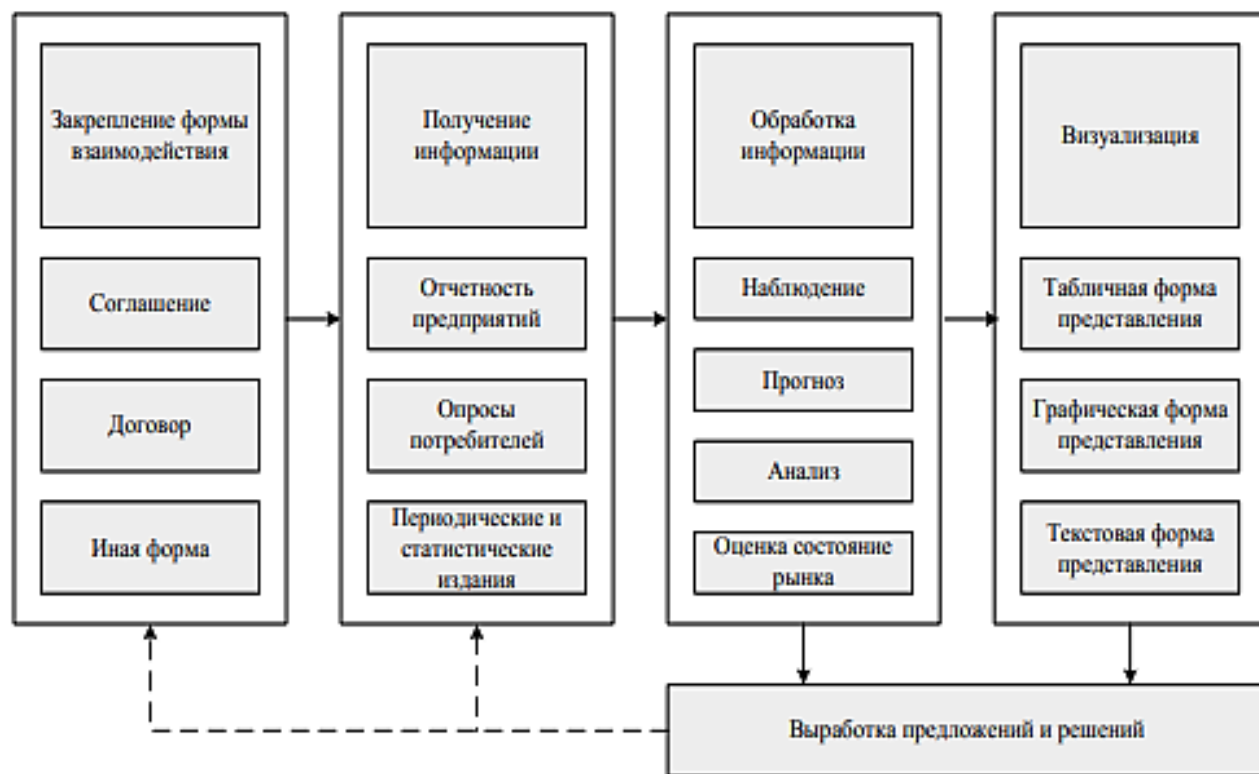 Закрепление формы
взаимодействия
Соглашение
Договор
Иная форма
Получение
информации
Отчетность
предприятий
Опросы
потребителей
Периодические и
статистические
издания
Обработка
информации
Наблюдение
Прогноз
Анализ
Оценка состояние
рынка
Визуализация
Табличная форма
представления
Графическая форма
представления
Текстовая форма
представления
Выработка предложений и решений